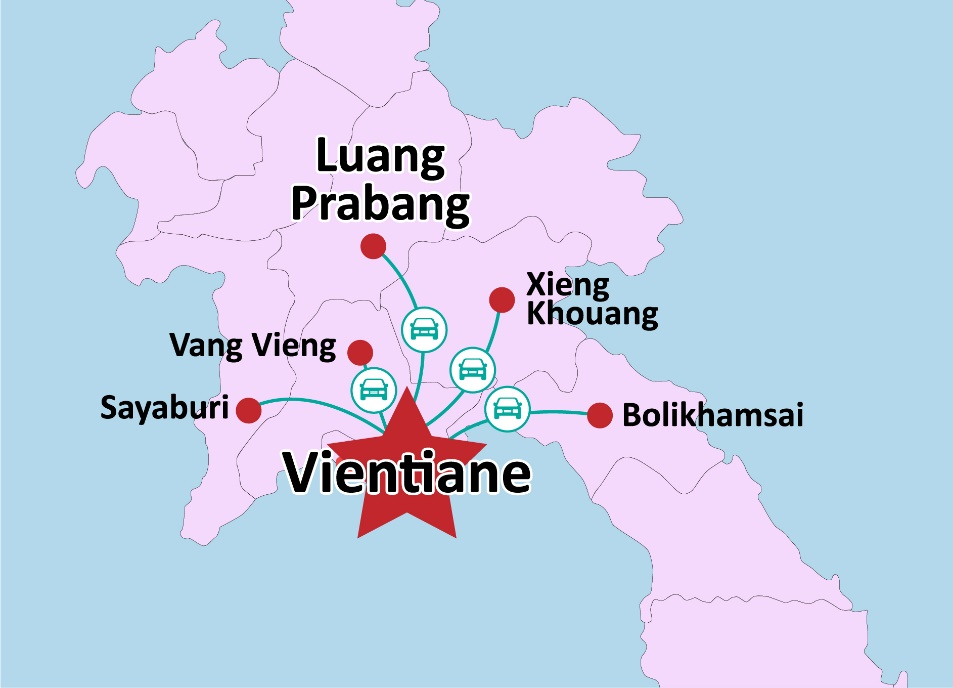 Luang
Prabang
Xieng
Khouang
Vang Vieng
Sayaburi
Bolikhamsai
Vientiane